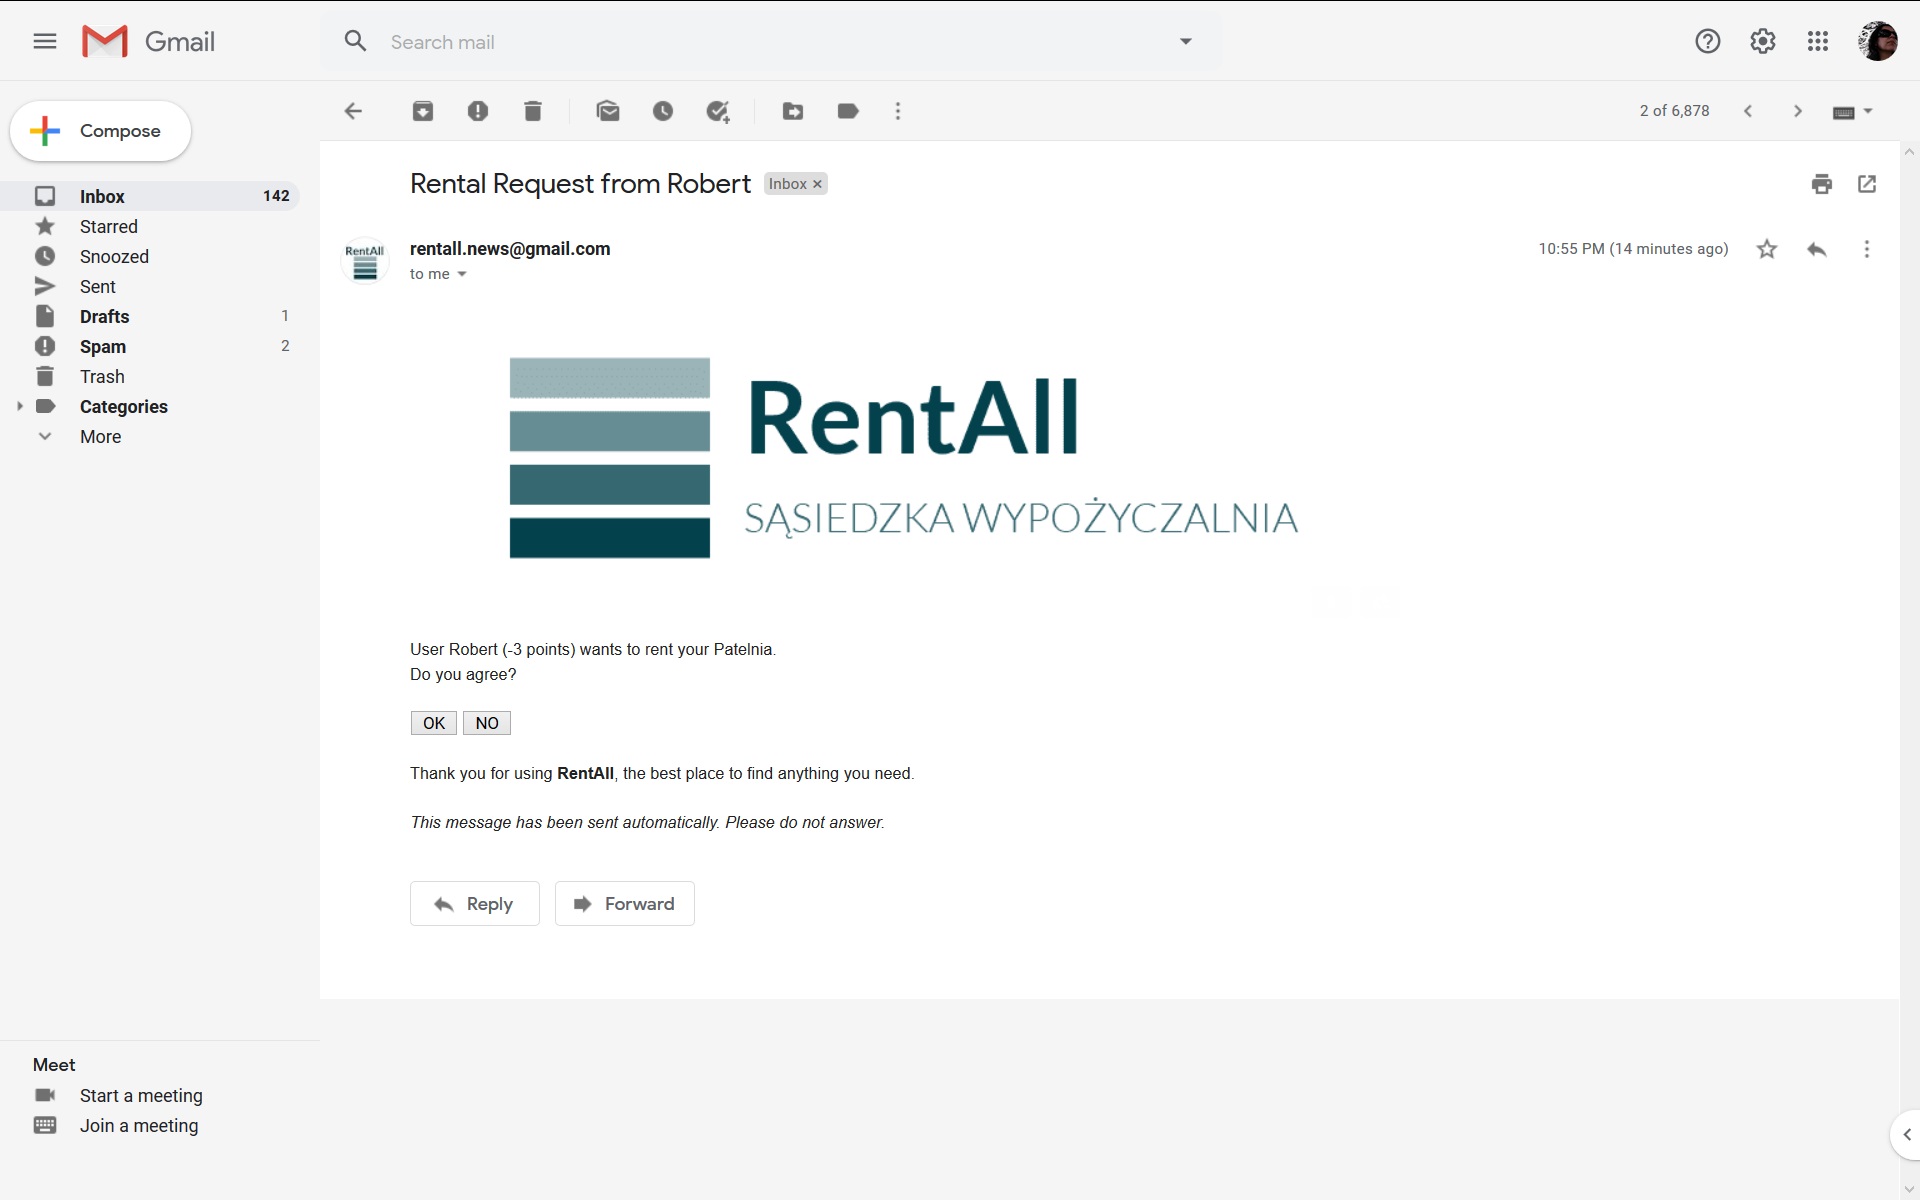 Gmail
Search mail
Compose
2 of 6,878
Inbox 142
Starred
Snoozed
Sent
Drafts 1
Spam 2
Trash
Categories
More
Rental Request from Robert Inbox ×
RentAll
rentall.news@gmail.com
10:55 PM (14 minutes ago)
to me
RentAll
SĄSIEDZKA WYPOŻYCZALNIA
User Robert (-3 points) wants to rent your Patelnia.
Do you agree?
OK NO
Thank you for using RentAll, the best place to find anything you need.
This message has been sent automatically. Please do not answer.
Reply Forward
Meet
Start a meeting
Join a meeting